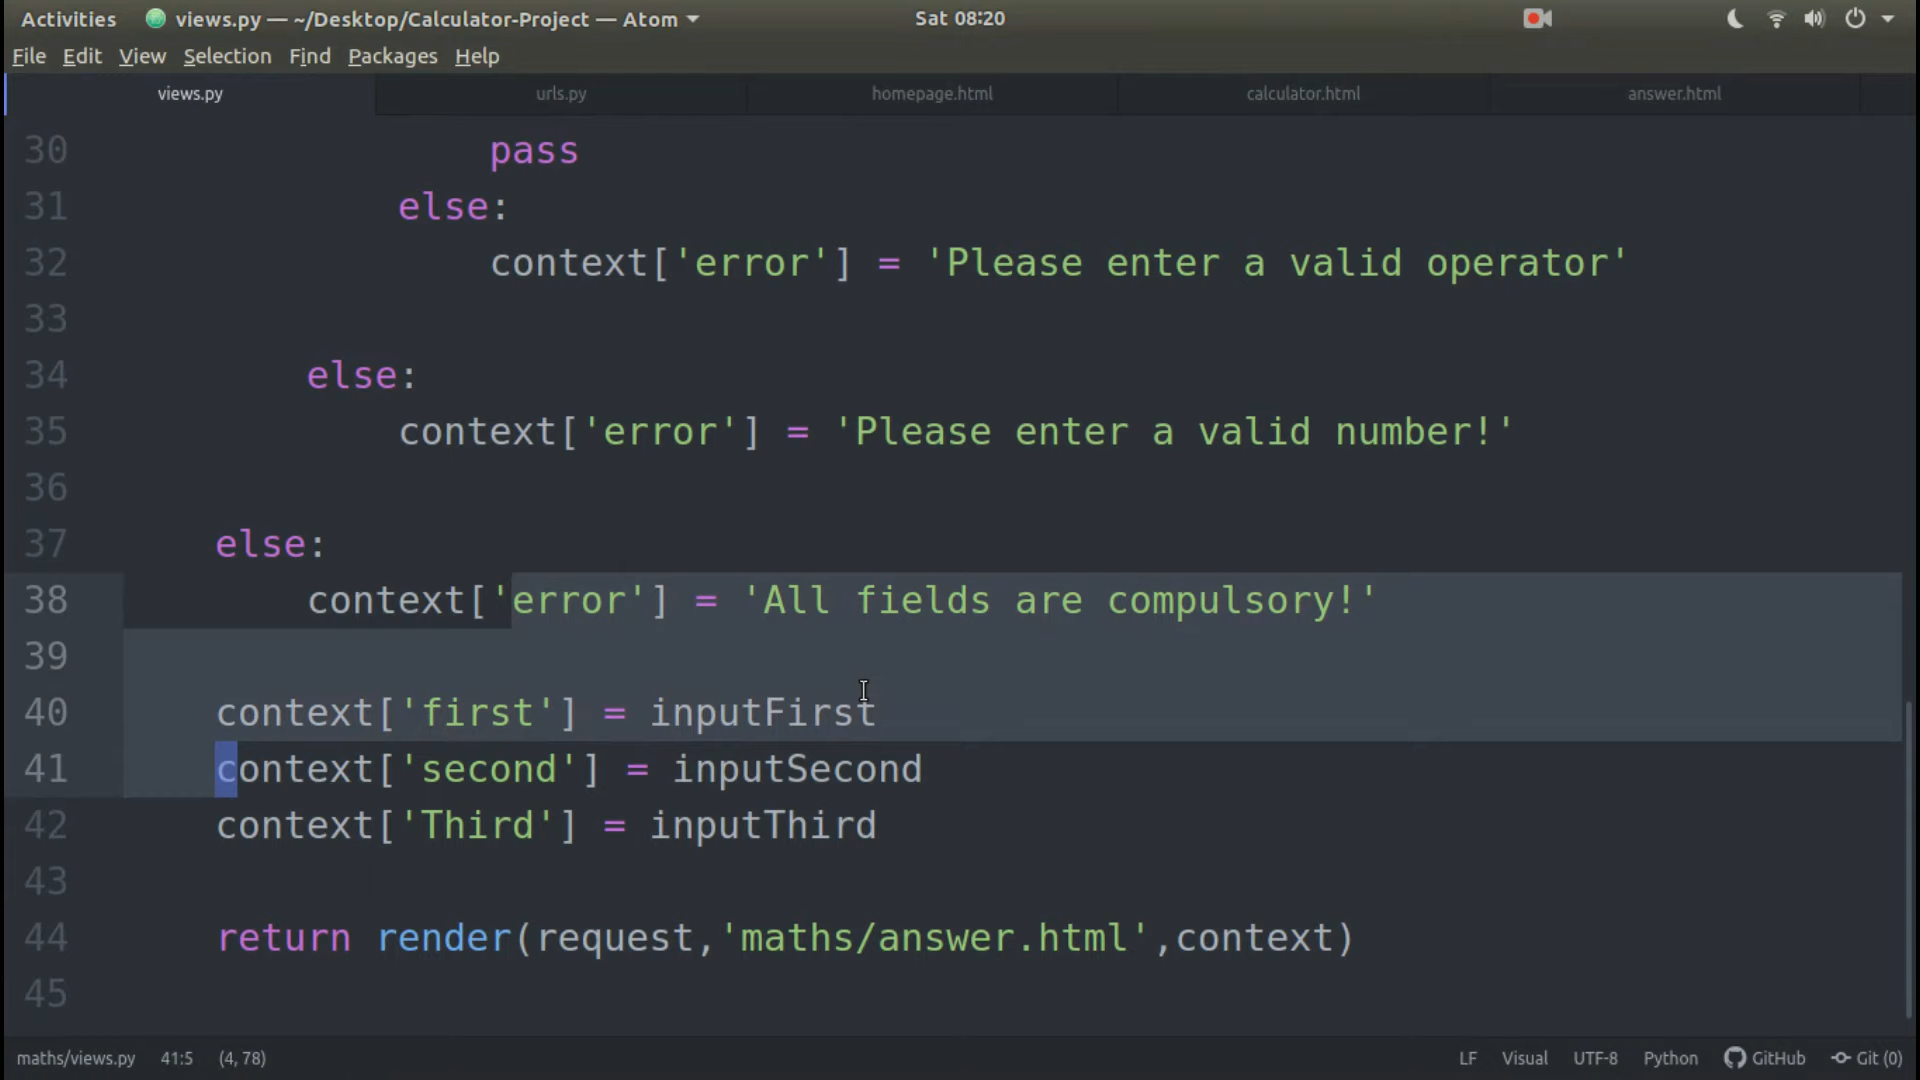 Activities views.py — ~/Desktop/Calculator-Project — Atom Sat 08:20
File Edit View Selection Find Packages Help
views.py urls.py homepage.html calculator.html answer.html
30 pass
31 else:
32 context['error'] = 'Please enter a valid operator'
33
34 else:
35 context['error'] = 'Please enter a valid number!'
36
37 else:
38 context['error'] = 'All fields are compulsory!'
39
40 context['first'] = inputFirst
41 context['second'] = inputSecond
42 context['Third'] = inputThird
43
44 return render(request,'maths/answer.html',context)
45
maths/views.py 41:5 (4, 78) LF Visual UTF-8 Python GitHub Git (0)